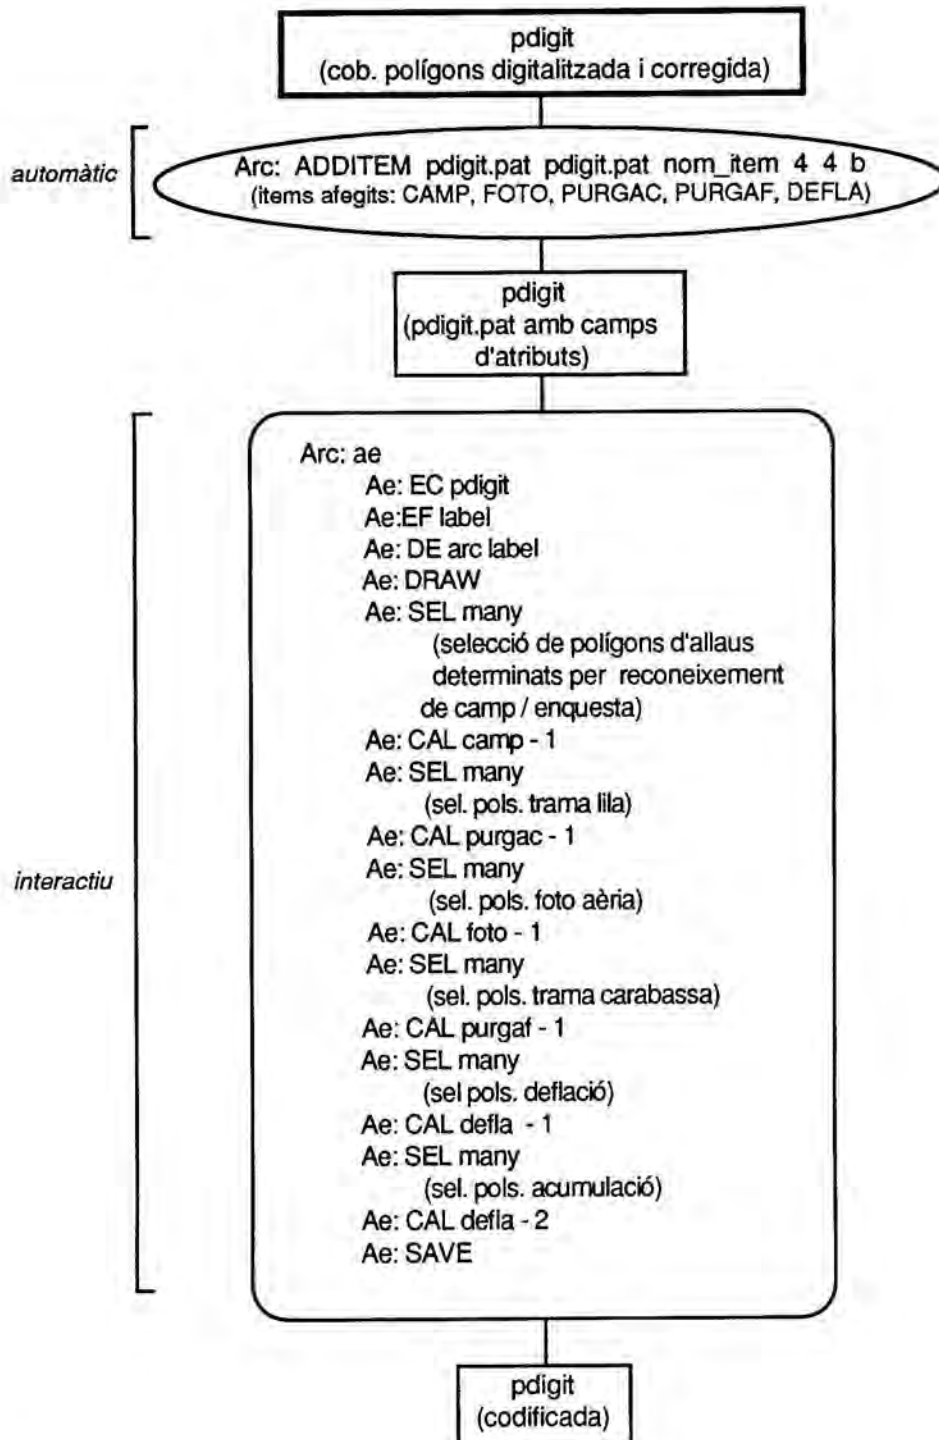 pdigit
(cob. polígons digitalitzada i corregida)
automàtic
Arc: ADDITEM pdigit.pat pdigit.pat nom_item 4 4 b
(items afegits: CAMP, FOTO, PURGAC, PURGAF, DEFLA)
pdigit
(pdigit.pat amb camps
d'atributs)
Arc: ae
Ae: EC pdigit
Ae:EF label
Ae: DE arc label
Ae: DRAW
Ae: SEL many
(selecció de polígons d'allaus
determinats per reconeixement
de camp / enquesta)
Ae: CAL camp - 1
Ae: SEL many
(sel. pols. trama lila)
Ae: CAL purgac - 1
interactiu
Ae: SEL many
(sel. pols. foto aèria)
Ae: CAL foto - 1
Ae: SEL many
(sel. pols. trama carabassa)
Ae: CAL purgaf - 1
Ae: SEL many
(sel pols. deflació)
Ae: CAL defla - 1
Ae: SEL many
(sel. pols. acumulació)
Ae: CAL defla - 2
Ae: SAVE
pdigit
(codificada)